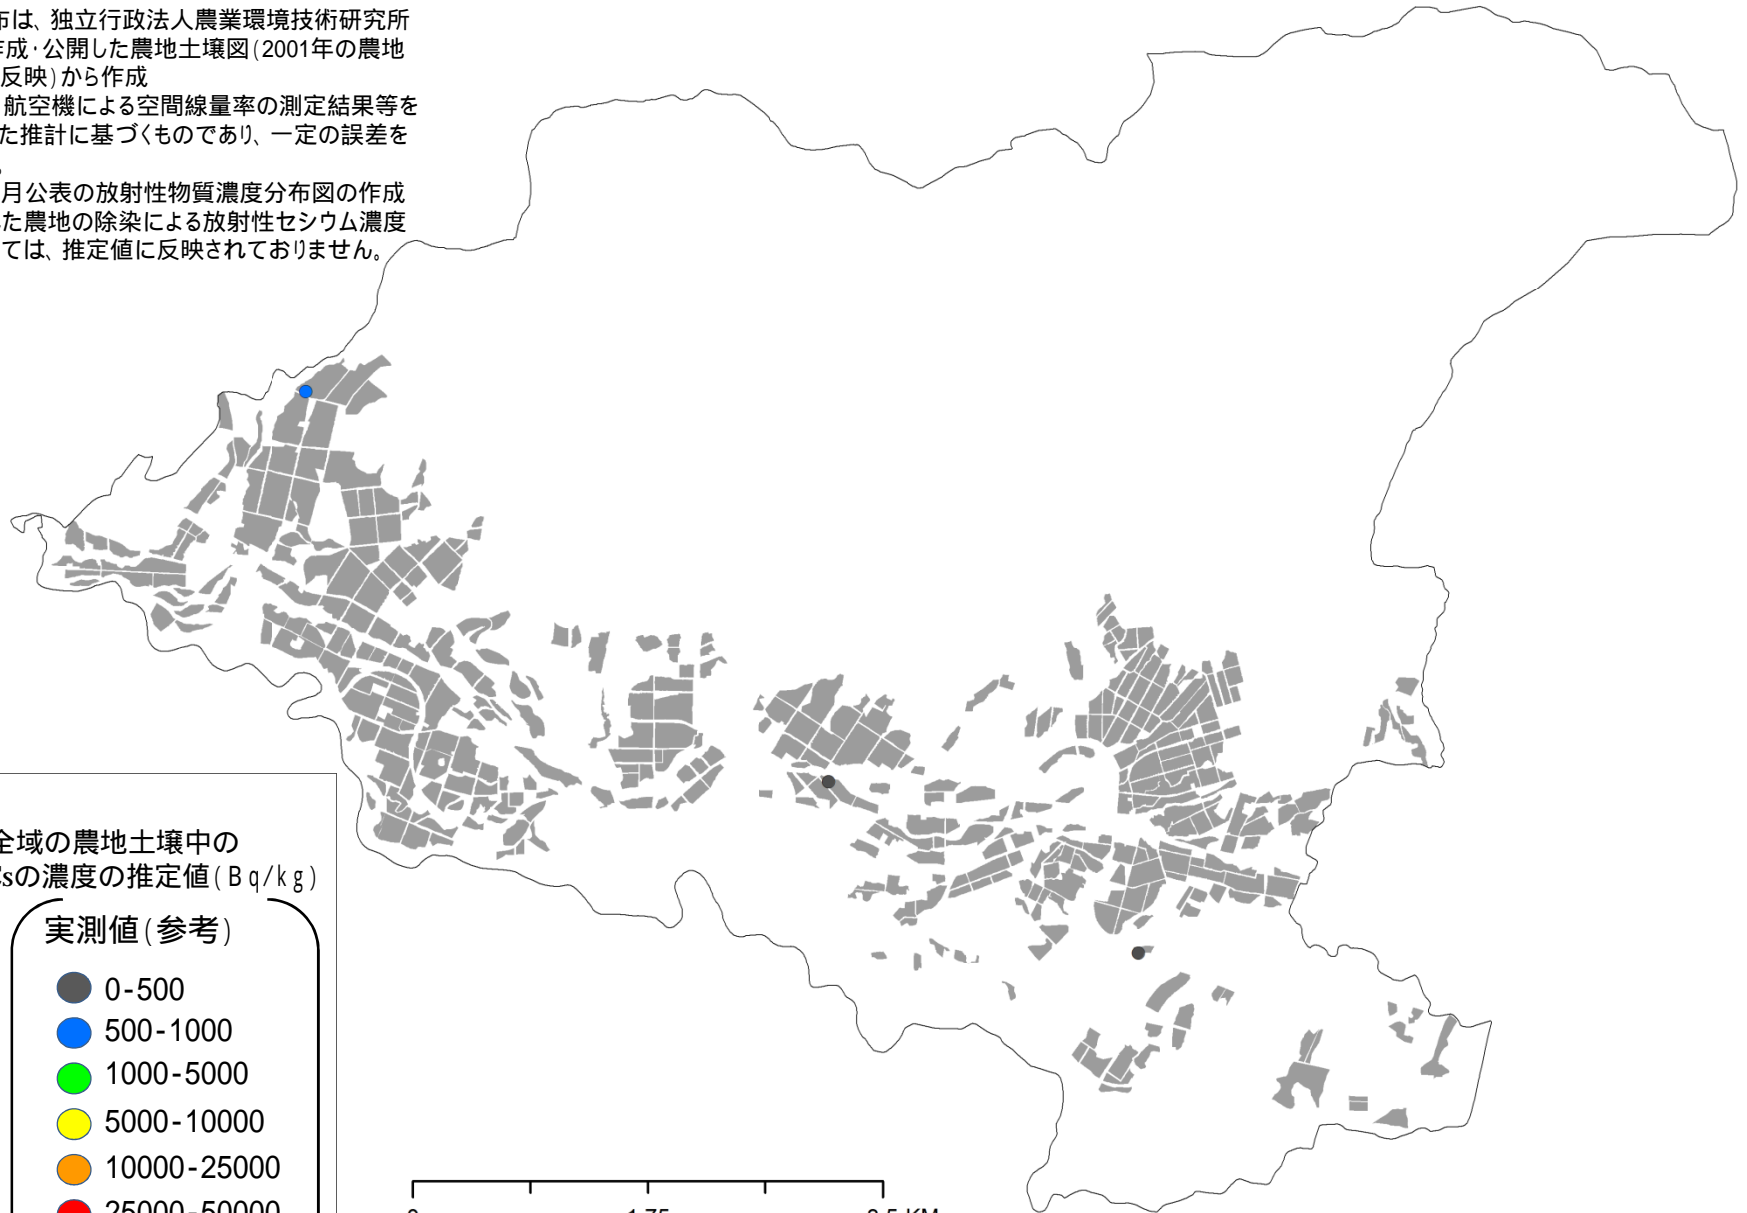 布は、独立行政法人農業環境技術研究所
作成・公開した農地土壌図(2001年の農地
反映)から作成
航空機による空間線量率の測定結果等を
た推計に基づくものであり、一定の誤差を
月公表の放射性物質濃度分布図の作成
た農地の除染による放射性セシウム濃度
ては、推定値に反映されておりません。
全域の農地土壌中の
Csの濃度の推定値(Bq/kg)
実測値(参考)
0-500
500-1000
1000-5000
5000-10000
10000-25000
25000-50000
0 1.75 3.5 KM